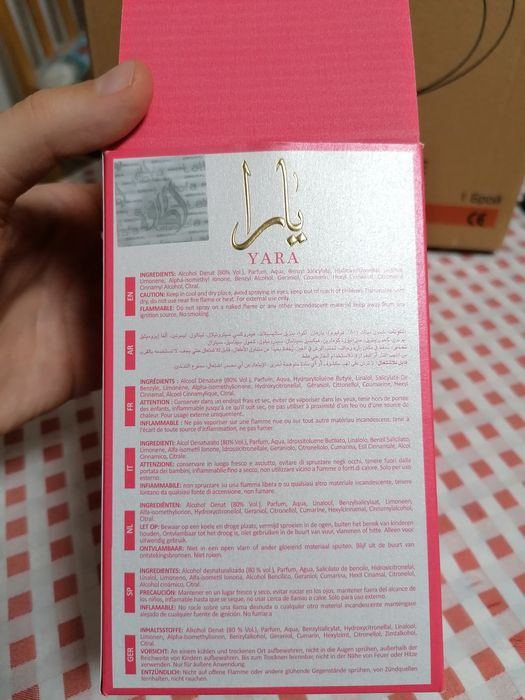 يارا
YARA
EN
INGREDIENTS: Alcohol Denat (80% Vol.), Parfum, Aqua, Benzyl Salicylate, Hydroxycitronellal, Linalool,
Limonene, Alpha-isomethyl Ionone, Benzyl Alcohol, Geraniol, Coumarin, Hexyl Cinnamal, Citronellol,
Cinnamyl Alcohol, Citral.
CAUTION: Keep in cool and dry place, avoid spraying in eyes, keep out of reach of children.
dry, do not use near fire flame or heat. For external use only.
FLAMMABLE: Do not spray on a naked flame or any other incandescent material keep away from any
ignition source. No smoking.
AR
FR
INGRÉDIENTS : Alcool Dénaturé (80% Vol.), Parfum, Aqua, Hydroxytoluene Butyle, Linalol, Salicylate De
Benzyle, Limonene, Alpha-isomethylionone, Hydroxycitronellal, Géraniol, Citronellol, Coumarine, Hexyl
Cinnamal, Alcool Cinnamylique, Citral.
ATTENTION : Conserver dans un endroit frais et sec, eviter de vaporiser dans les yeux, tenir hors de portee
des enfants, inflammable jusqu'à ce qu'il soit sec, ne pas utiliser à proximité d'un feu ou d'une source de
chaleur. Pour usage externe uniquement.
INFLAMMABLE : Ne pas vaporiser sur une flamme nue ou sur tout autre matériel incandescent, tenir à
l'écart de toute source d'inflammation, ne pas fumer.
IT
INGREDIENTI: Alcol Denaturato (80% Vol.), Parfum, Aqua, Idrossitoluene Butilato, Linalolo, Benzil Salicilato,
Limonene, Alfa-ismetil Ionone, Idrossicitronellale, Geraniolo, Citronellolo, Cumarina, Esil Cinnamale, Alcol
Cinnamico, Citrale.
ATTENZIONE: conservare in luogo fresco e asciutto, evitare di spruzzare negli occhi, tenere fuori dalla
portata dei bambini, infiammabile fino a secco, non utilizzare vicino a fiamme o fonti di calore. Solo per uso
esterno.
INFIAMMABILE: non spruzzare su una fiamma libera o su qualsiasi altro materiale incandescente, tenere
lontano da qualsiasi fonte di accensione, non fumare.
NL
INGREDIËNTEN: Alcohol Denat (80% Vol.), Parfum, Aqua, Linalool, Benzylsalicylaat, Limoneen,
Alfa-isomethylionon, Hydroxycitronellol, Geraniol, Citronellol, Cumarine, Hexylcinnamal, Cinnamylalcohol,
Citral.
LET OP: Bewaar op een koele en droge plaats, vermijd sproeien in de ogen, buiten het bereik van kinderen
houden, Ontvlambaar tot het droog is, niet gebruiken in de buurt van vuur, vlammen of hitte. Alleen voor
uitwendig gebruik.
ONTVLAMBAAR: Niet in een open vlam of ander gloeiend materiaal spuiten. Blijf uit de buurt van
ontstekingsbronnen. Niet roken.
SP
INGREDIENTES: Alcohol desnaturalizado (80 % vol.), Parfum, Agua, Salicilato de bencilo, Hidroxicitronelal,
Linalol, Limoneno, Alfa-isometil Ionona, Alcohol Bencílico, Geraniol, Cumarina, Hexil Cinamal, Citronelol,
Alcohol cinámico, Citral.
PRECAUCIÓN: Mantener en un lugar fresco y seco, evitar rociar en los ojos, mantener fuera del alcance de
los niños, inflamable hasta que se seque, no usar cerca de llamas o calor. Sólo para uso externo.
INFLAMABLE: No rocíe sobre una llama desnuda o cualquier otro material incandescente manténgase
alejado de cualquier fuente de ignición. No fumar
GER
INHALTSSTOFFE: Alkohol Denat (80 % Vol.), Parfum, Aqua, Benzylsalicylat, Hydroxycitronellal, Linalool,
Limonen, Alpha-Isomethylionon, Benzylalkohol, Geraniol, Cumarin, Hexylzimt, Citronellol, Zimtalkohol,
Citral.
VORSICHT: An einem kühlen und trockenen Ort aufbewahren, nicht in die Augen sprühen, außerhalb der
Reichweite von Kindern aufbewahren. Bis zum Trocknen brennbar, nicht in der Nähe von Feuer oder Hitze
verwenden. Nur für äußere Anwendung.
ENTZÜNDLICH: Nicht auf offene Flamme oder andere glühende Gegenstände sprühen, von Zündquellen
fernhalten, nicht rauchen.
CE